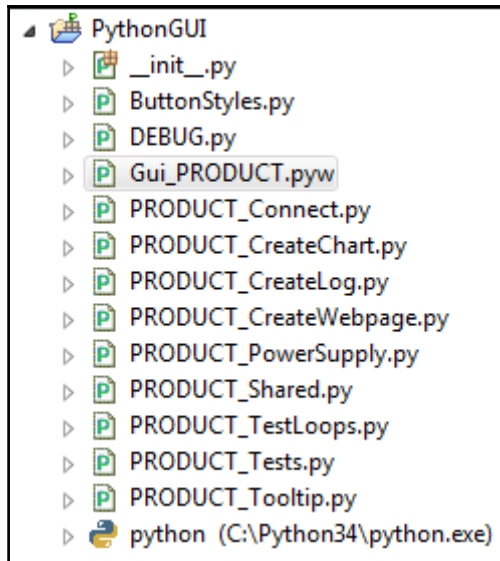 PythonGUI
__init__.py
ButtonStyles.py
DEBUG.py
Gui_PRODUCT.pyw
PRODUCT_Connect.py
PRODUCT_CreateChart.py
PRODUCT_CreateLog.py
PRODUCT_CreateWebpage.py
PRODUCT_PowerSupply.py
PRODUCT_Shared.py
PRODUCT_TestLoops.py
PRODUCT_Tests.py
PRODUCT_Tooltip.py
python (C:\Python34\python.exe)